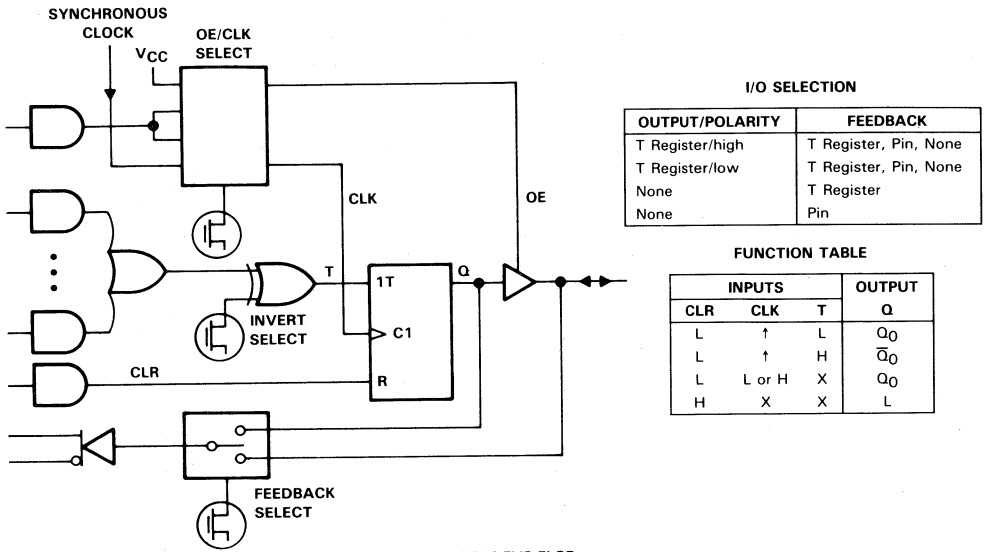 SYNCHRONOUS
CLOCK
VCC
OE/CLK
SELECT
CLK
OE
T
INVERT
SELECT
1T
C1
R
Q
CLR
FEEDBACK
SELECT
I/O SELECTION
OUTPUT/POLARITY FEEDBACK
T Register/high T Register, Pin, None
T Register/low T Register, Pin, None
None T Register
None Pin
FUNCTION TABLE
INPUTS OUTPUT
CLR CLK T Q
L ↑ L Q0
L ↑ H Q̅0
L L or H X Q0
H X X L